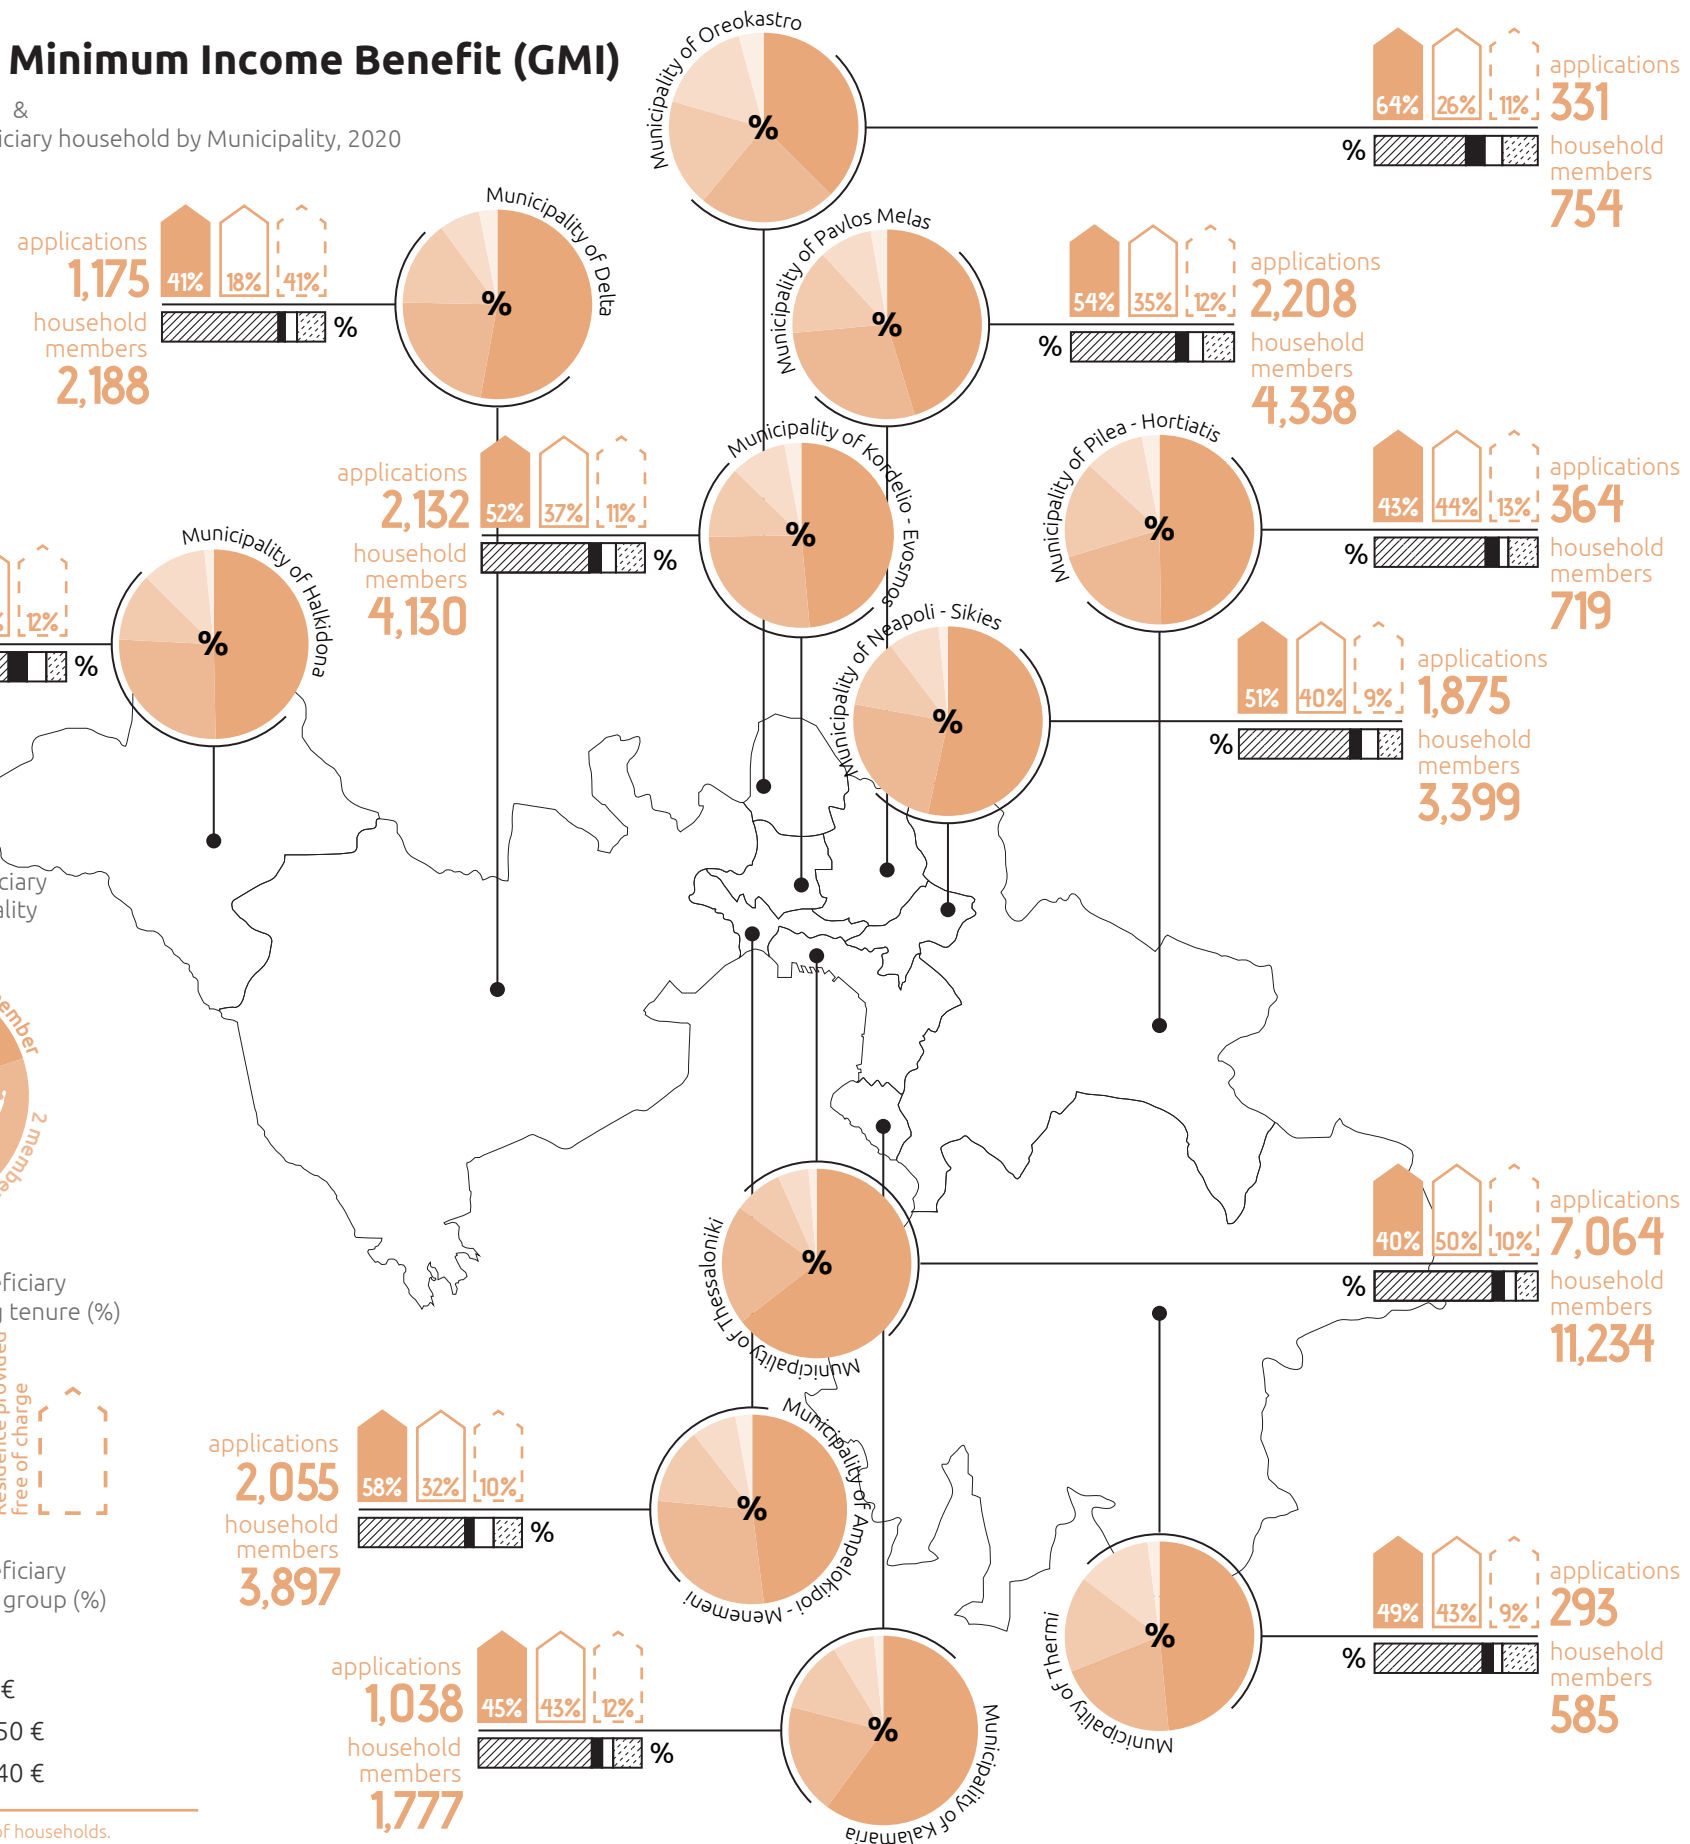 Minimum Income Benefit (GMI)
&
household by Municipality, 2020
Municipality of Oreokastro
%
64% 26% 11%
applications
331
%
household
members
754
Municipality of Delta
%
applications
1,175
41% 18% 41%
household
members
2,188
%
Municipality of Pavlos Melas
%
54% 35% 12%
applications
2,208
%
household
members
4,338
Municipality of Kordelio - Evosmos
%
applications
2,132
52% 37% 11%
household
members
4,130
%
Municipality of Pilea - Hortiatis
%
43% 44% 13%
applications
364
%
household
members
719
Municipality of Halkidona
%
12%
%
Municipality of Neapoli - Sikies
%
51% 40% 9%
applications
1,875
%
household
members
3,399
2
tenure (%)
free of charge
group (%)
€
50 €
40 €
of households.
Municipality of Thessaloniki
%
40% 50% 10%
applications
7,064
%
household
members
11,234
Municipality of Ampelokipoi - Menemeni
%
applications
2,055
58% 32% 10%
household
members
3,897
%
Municipality of Thermi
%
49% 43% 9%
applications
293
%
household
members
585
Municipality of Kalamaria
%
applications
1,038
45% 43% 12%
household
members
1,777
%